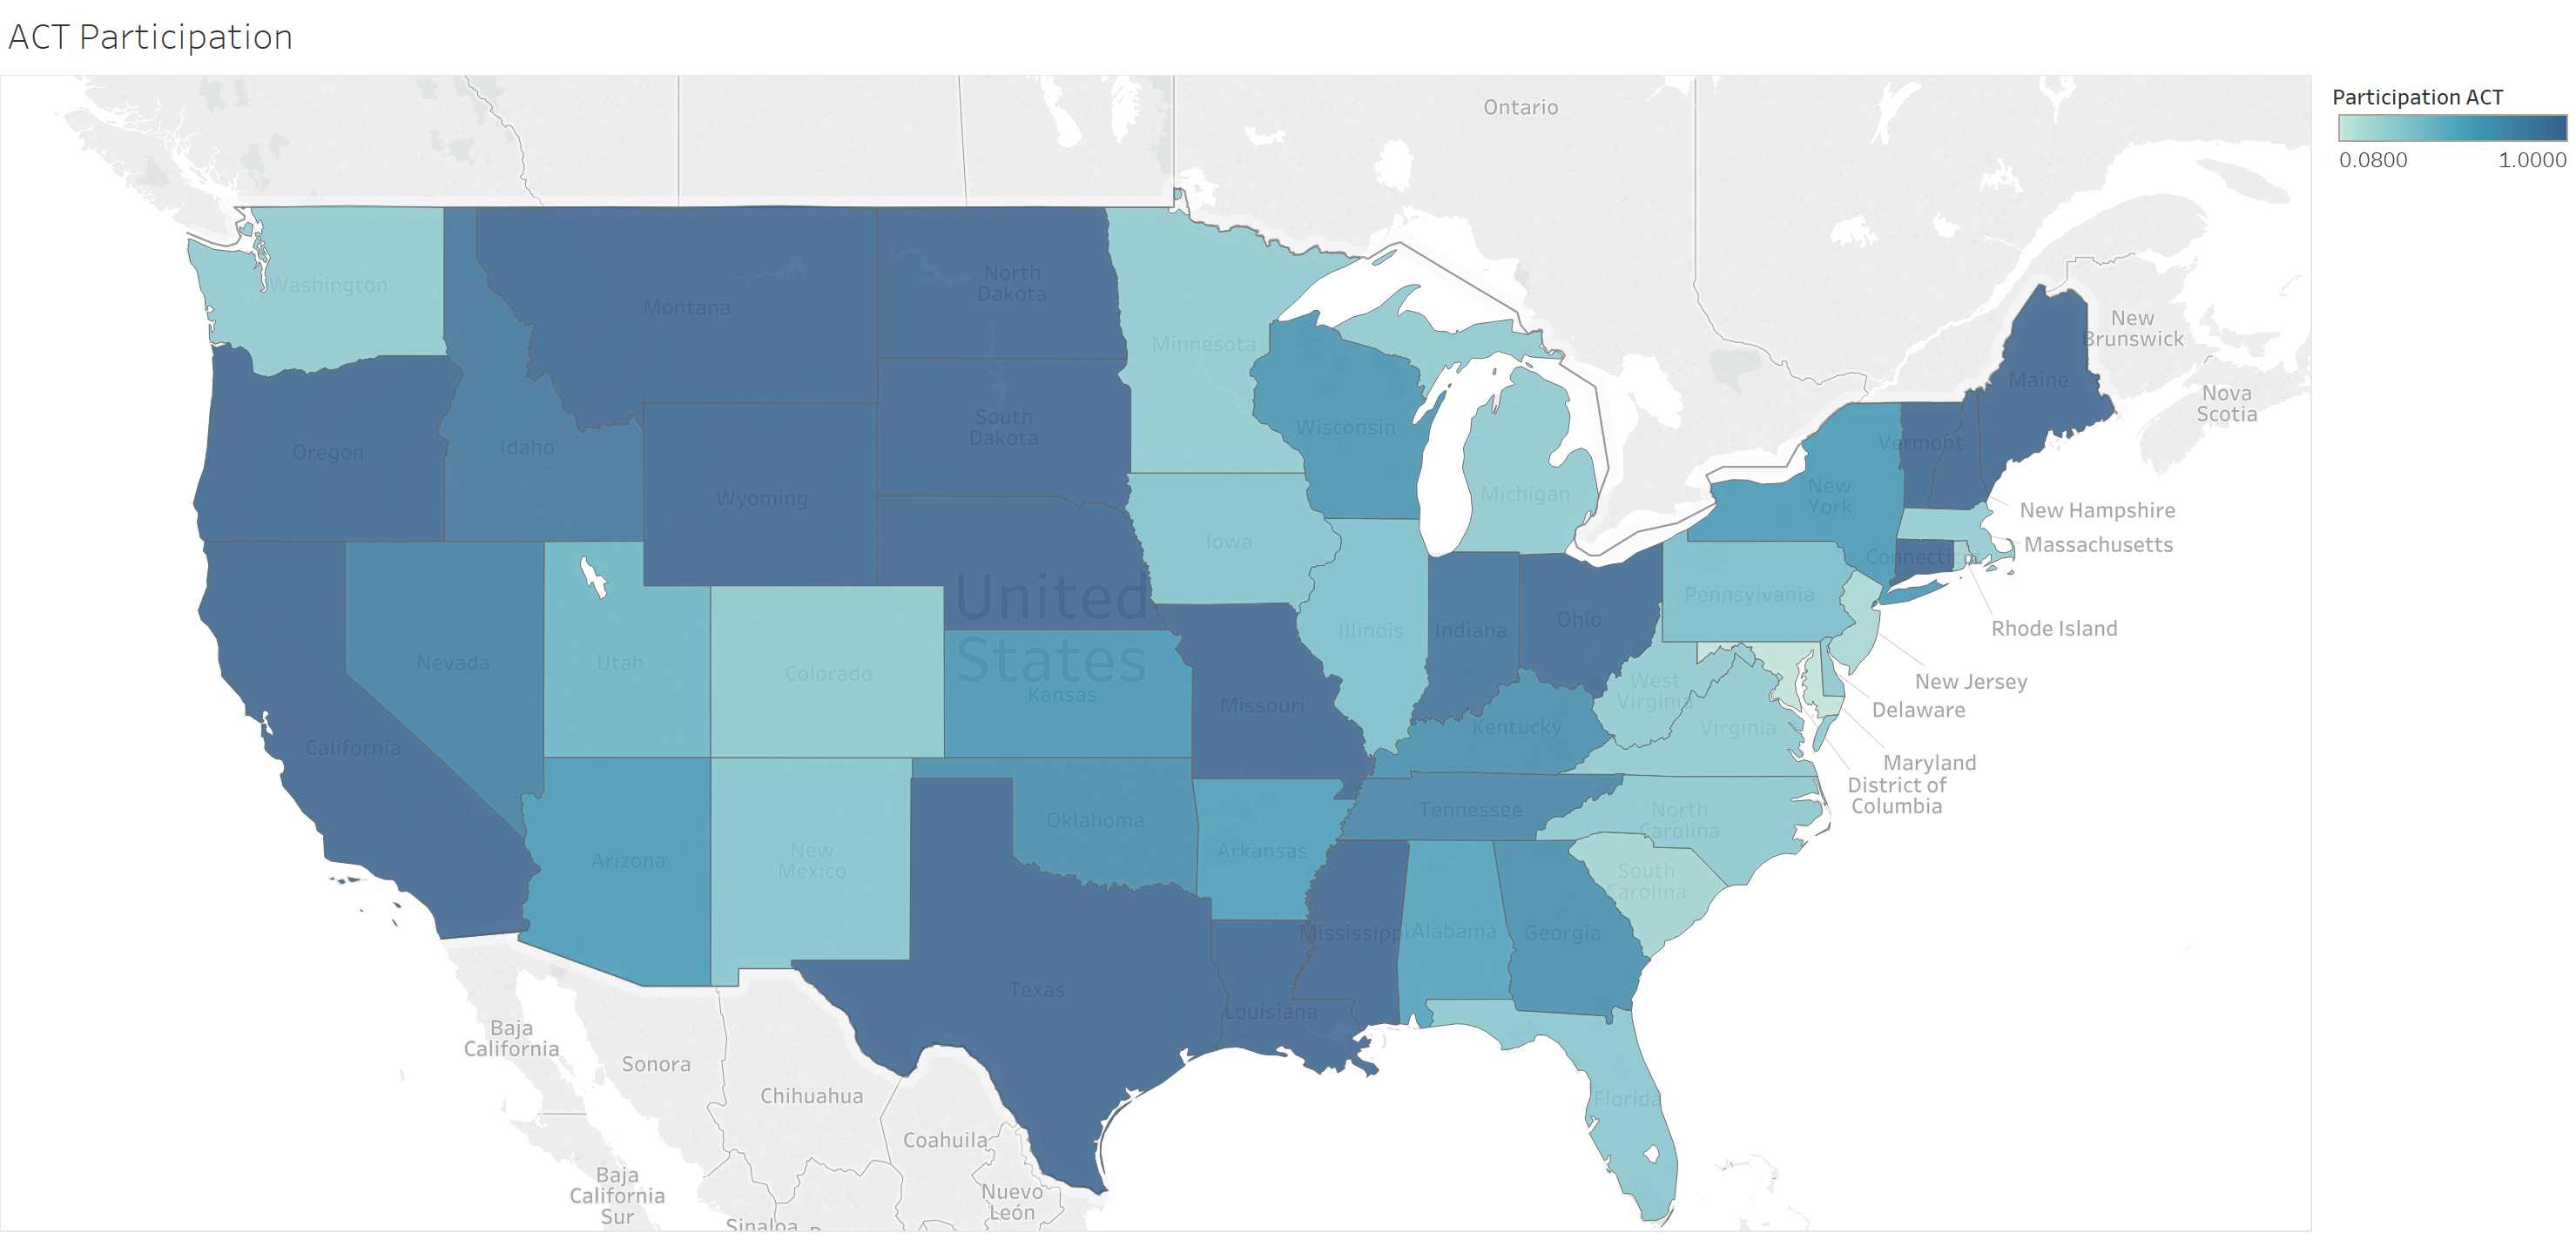 ACT Participation
Participation ACT
0.0800 1.0000
Ontario
Washington
Montana
North
Dakota
Minnesota
New
Brunswick
Maine
Nova
Scotia
Oregon
Idaho
South
Dakota
Wisconsin
Vermont
Wyoming
Michigan
New
York
New Hampshire
Iowa
Massachusetts
Connecticut
United
States
Pennsylvania
Ohio
Illinois
Indiana
Rhode Island
Nevada
Utah
Colorado
Kansas
Missouri
West
Virginia
New Jersey
Delaware
Kentucky
Virginia
California
Maryland
District of
Columbia
Tennessee
North
Carolina
Oklahoma
Arkansas
Arizona
New
Mexico
South
Carolina
Mississippi
Alabama
Georgia
Texas
Louisiana
Baja
California
Sonora
Chihuahua
Florida
Coahuila
Baja
California
Sur
Nuevo
León
Sinaloa